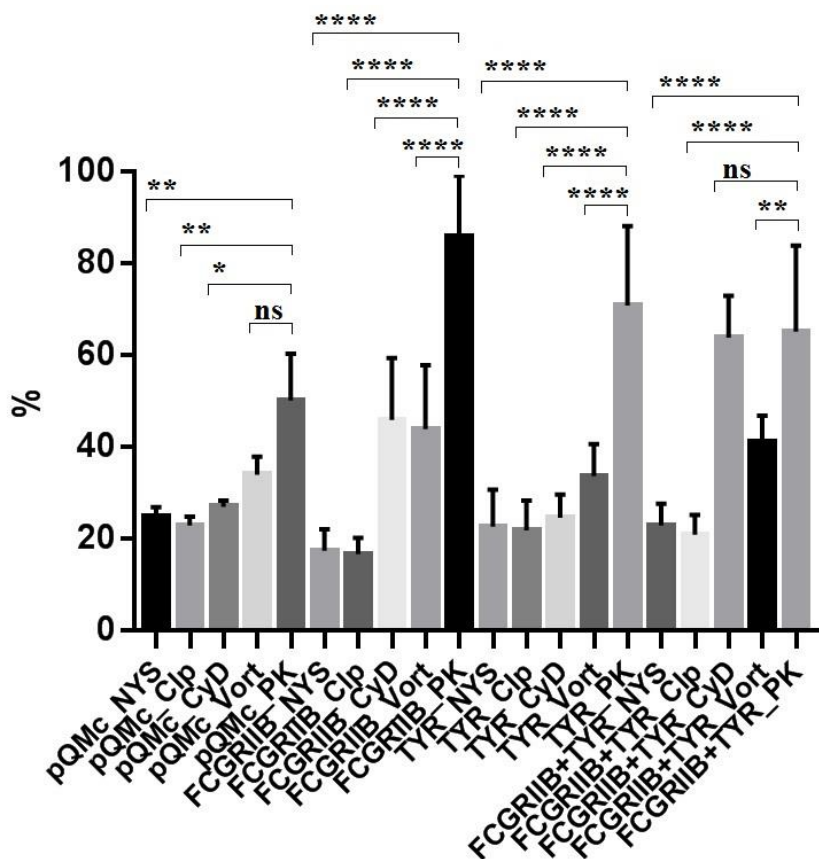 ****
****
****
****
****
****
****
****
****
****
****
ns
****
**
**
**
*
ns
100
80
60
40
20
0
%
pQMc_NYS
pQMc_Clp
pQMc_CyD
pQMc_Vort
pQMc_PK
FCGRIIB_NYS
FCGRIIB_Clp
FCGRIIB_CyD
FCGRIIB_Vort
FCGRIIB_PK
TYR_NYS
TYR_Clp
TYR_CyD
TYR_Vort
TYR_PK
FCGRIIB+TYR_NYS
FCGRIIB+TYR_Clp
FCGRIIB+TYR_CyD
FCGRIIB+TYR_Vort
FCGRIIB+TYR_PK